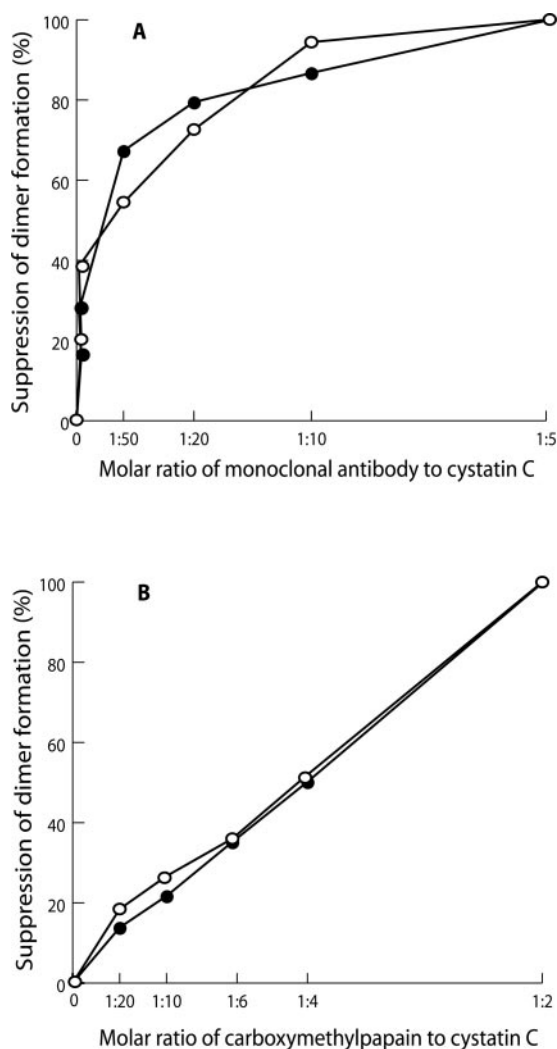 A
Suppression of dimer formation (%)
100
80
60
40
20
0
0 1:50 1:20 1:10 1:5
Molar ratio of monoclonal antibody to cystatin C
B
Suppression of dimer formation (%)
100
80
60
40
20
0
0 1:20 1:10 1:6 1:4 1:2
Molar ratio of carboxymethylpapain to cystatin C